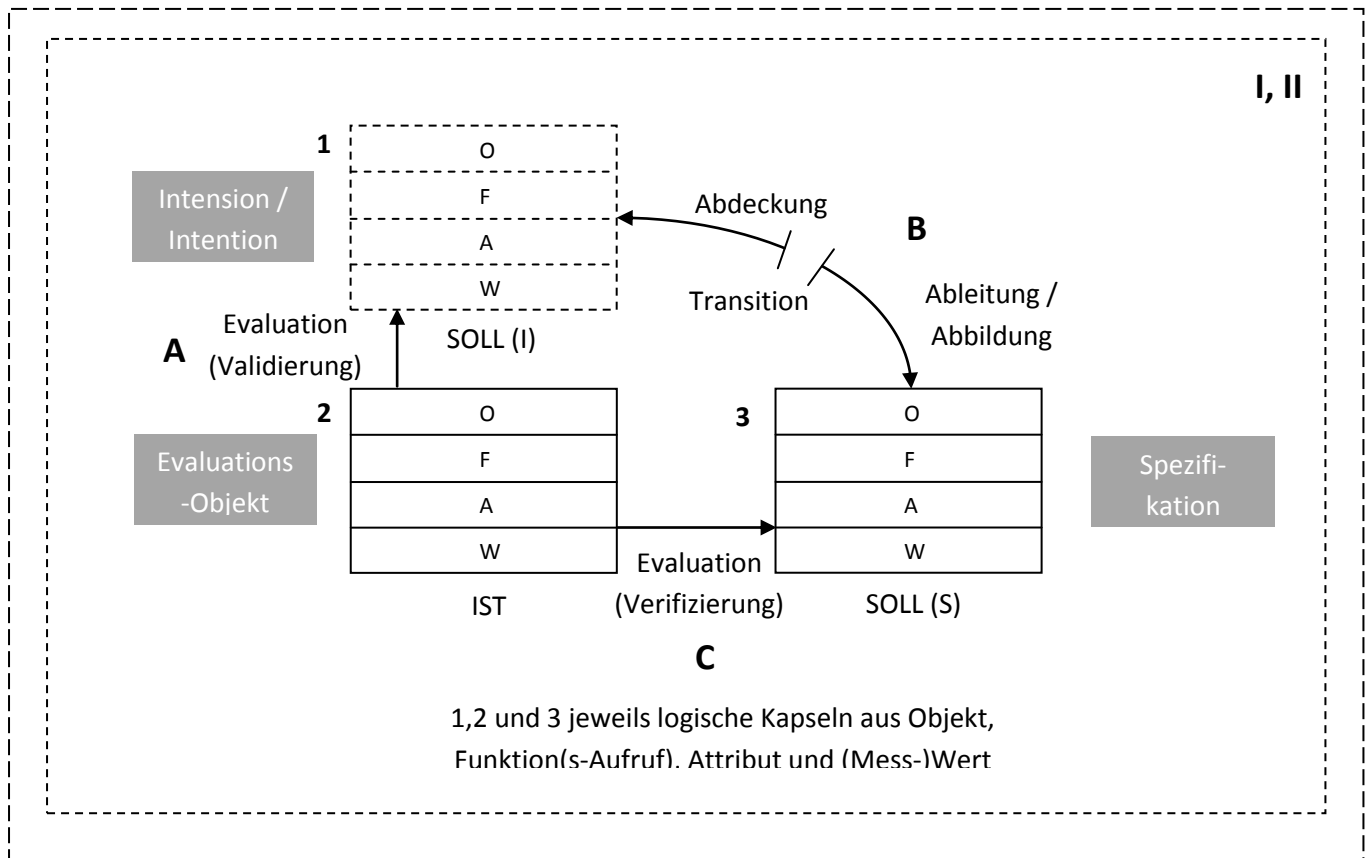 I, II
1
O
F
A
W
Intension /
Intention
SOLL (I)
Abdeckung
B
Transition
Ableitung /
Abbildung
A
Evaluation
(Validierung)
2
O
F
A
W
Evaluations
-Objekt
IST
3
O
F
A
W
SOLL (S)
Spezifi-
kation
Evaluation
(Verifizierung)
C
1,2 und 3 jeweils logische Kapseln aus Objekt,
Funktion(s-Aufruf), Attribut und (Mess-)Wert